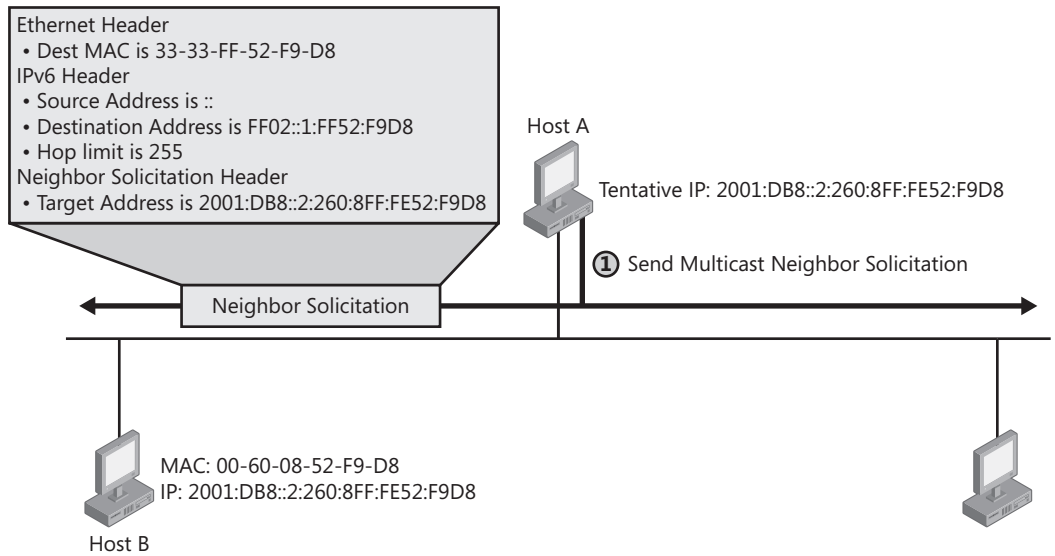 Ethernet Header
• Dest MAC is 33-33-FF-52-F9-D8
IPv6 Header
• Source Address is ::
• Destination Address is FF02::1:FF52:F9D8
• Hop limit is 255
Neighbor Solicitation Header
• Target Address is 2001:DB8::2:260:8FF:FE52:F9D8
Host A
Tentative IP: 2001:DB8::2:260:8FF:FE52:F9D8
1 Send Multicast Neighbor Solicitation
Neighbor Solicitation
MAC: 00-60-08-52-F9-D8
IP: 2001:DB8::2:260:8FF:FE52:F9D8
Host B